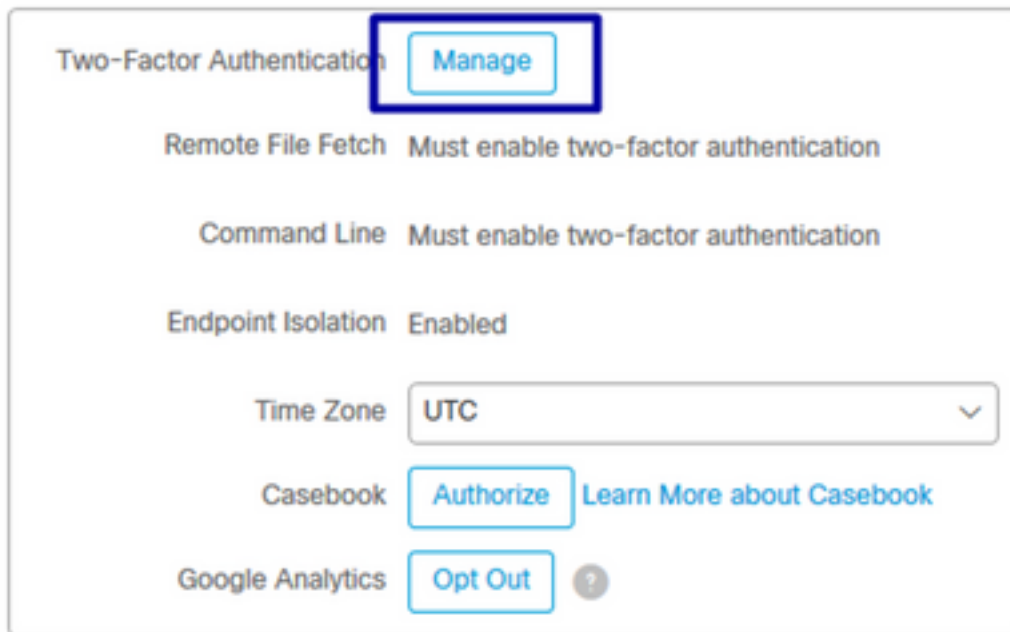 Two-Factor Authentication Manage
Remote File Fetch Must enable two-factor authentication
Command Line Must enable two-factor authentication
Endpoint Isolation Enabled
Time Zone UTC
Casebook Authorize Learn More about Casebook
Google Analytics Opt Out ?